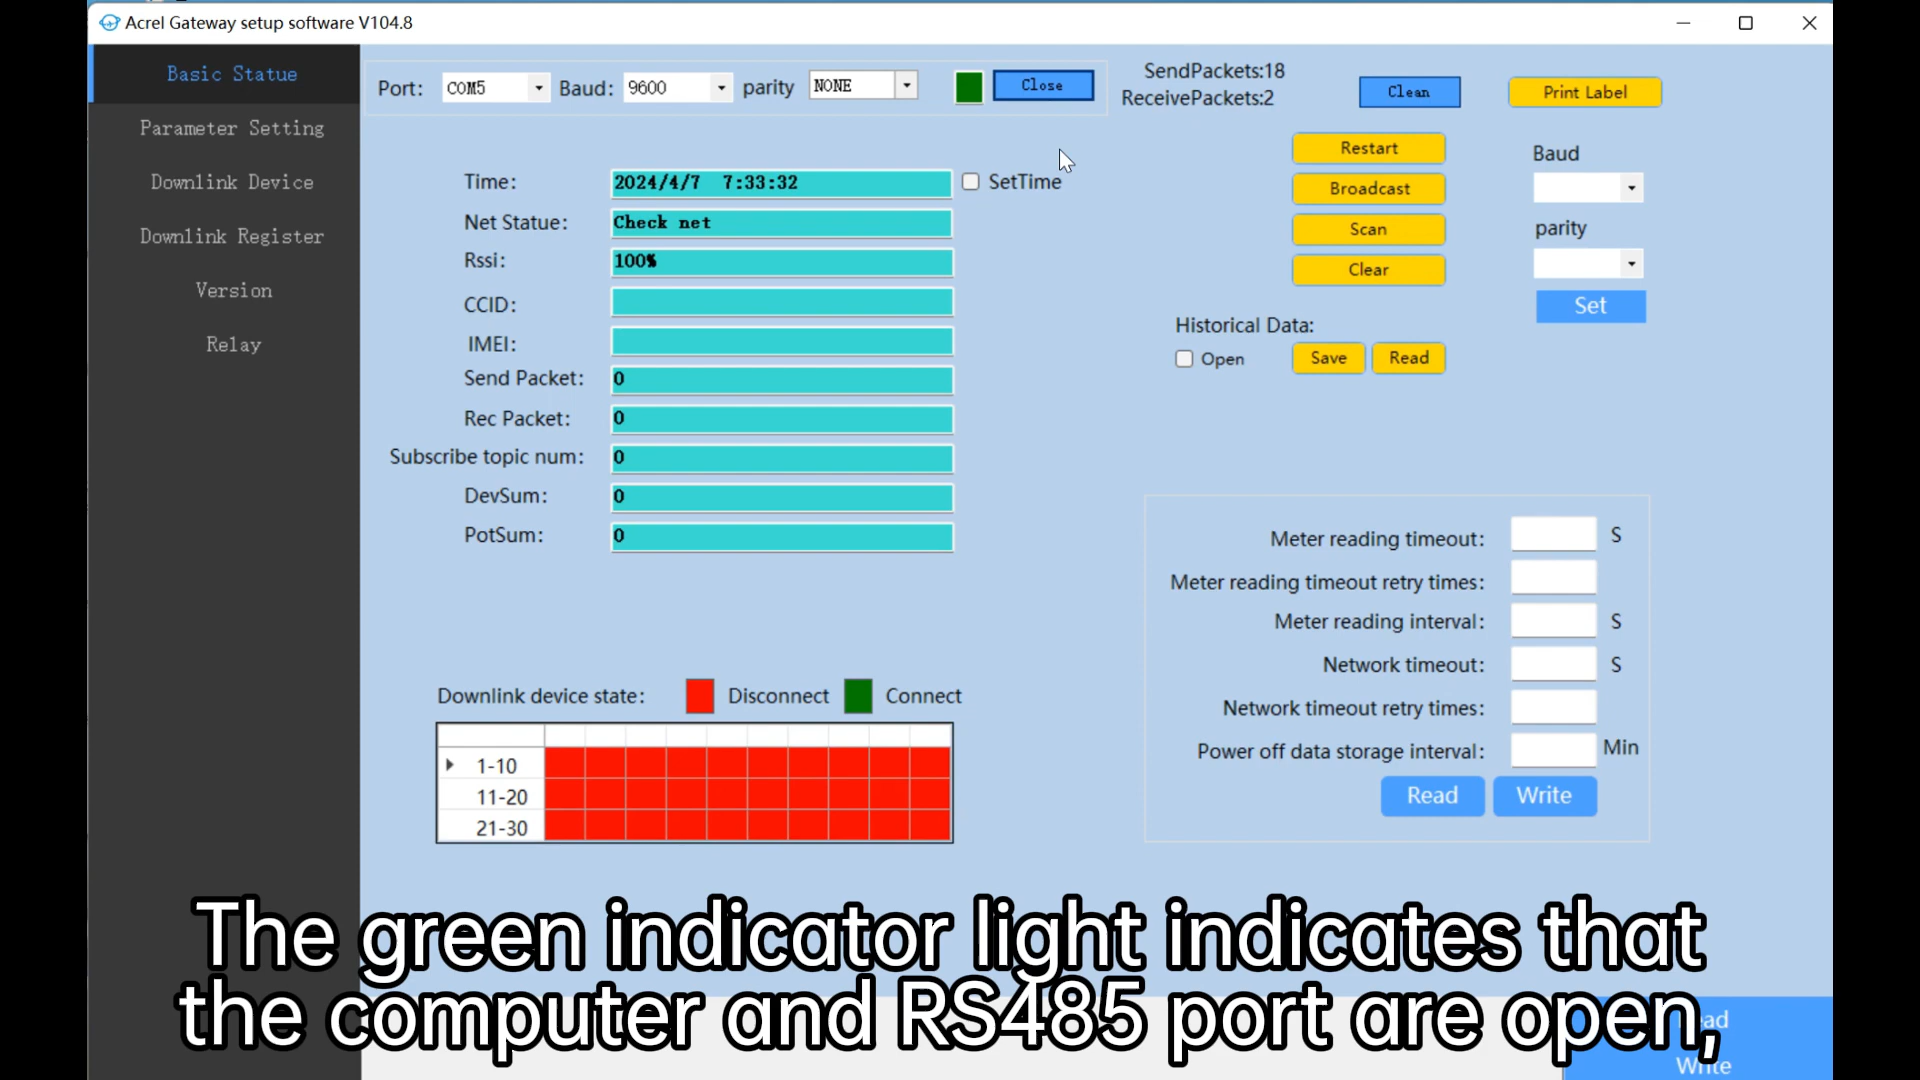 Acrel Gateway setup software V104.8
Basic Statue
Parameter Setting
Downlink Device
Downlink Register
Version
Relay
Port: COM5 Baud: 9600 parity NONE Close
SendPackets:18
ReceivePackets:2
Clean
Print Label
Time: 2024/4/7 7:33:32 SetTime
Net Statue: Check net
Rssi: 100%
CCID:
IMEI:
Send Packet: 0
Rec Packet: 0
Subscribe topic num: 0
DevSum: 0
PotSum: 0
Restart
Broadcast
Scan
Clear
Baud
parity
Set
Historical Data:
Open Save Read
Meter reading timeout: S
Meter reading timeout retry times:
Meter reading interval: S
Network timeout: S
Network timeout retry times:
Power off data storage interval: Min
Read Write
Downlink device state: Disconnect Connect
1-10
11-20
21-30
The green indicator light indicates that
the computer and RS485 port are open,
Write